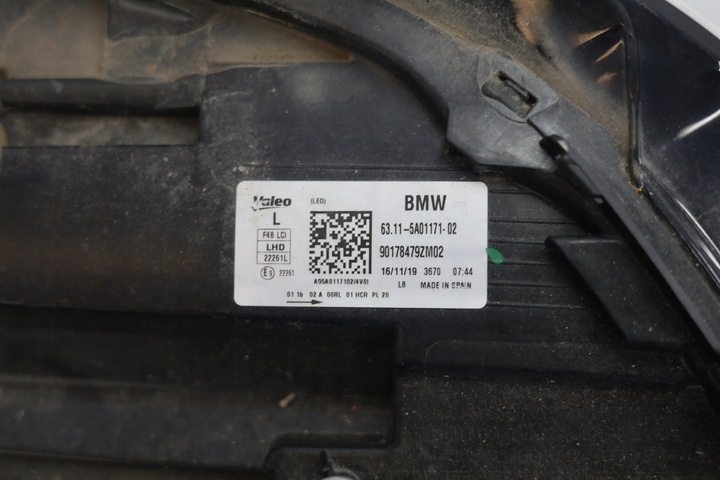 Valeo (LED) BMW
L
63.11-5A01171-02
F48 LCI
LHD
90178479ZM02
22261L
E9 22261 16/11/19 3670 07:44
A95A0117102/4V0I L8 MADE IN SPAIN
01 1b 02 A 00RL 01 HCR PL 20